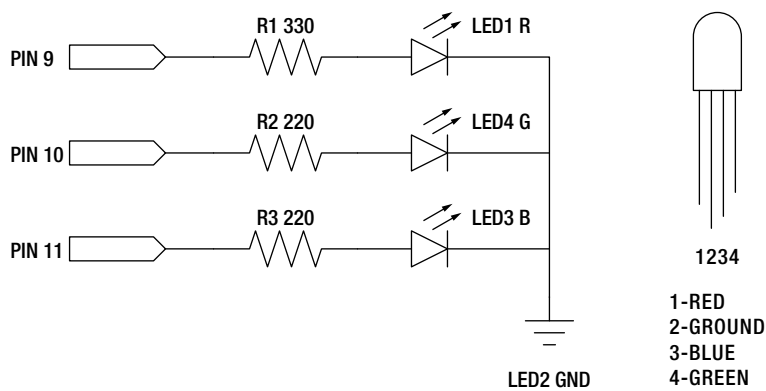 R1 330
LED1 R
PIN 9
R2 220
LED4 G
PIN 10
R3 220
LED3 B
PIN 11
LED2 GND
1234
1-RED
2-GROUND
3-BLUE
4-GREEN